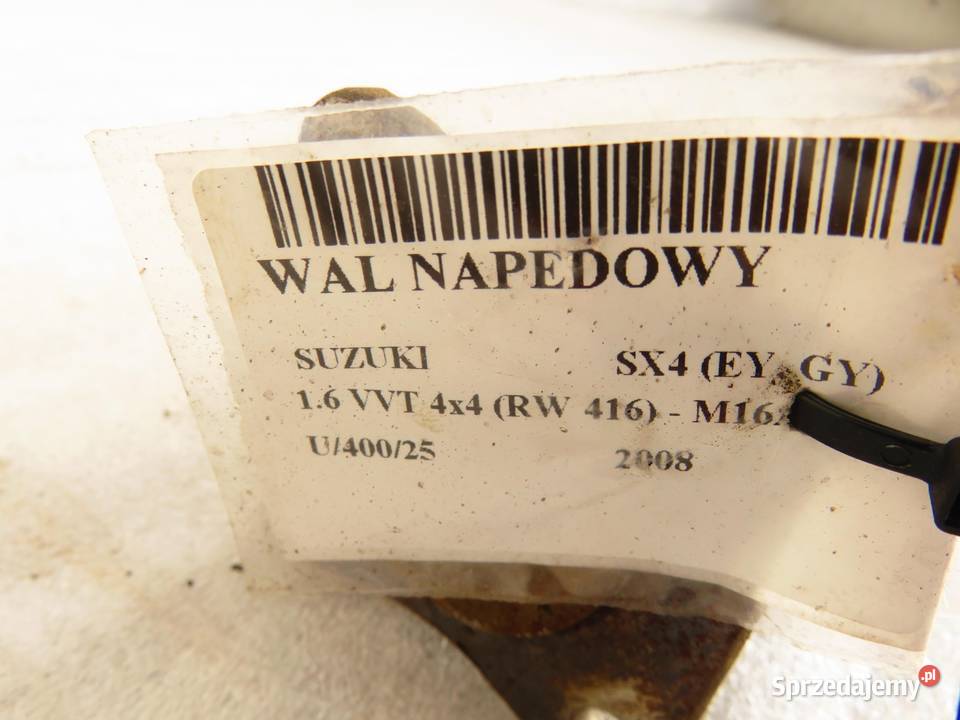 WAL NAPEDOWY
SUZUKI SX4 (EY, GY)
1.6 VVT 4x4 (RW 416) - M16
U/400/25 2008
Sprzedajemy.pl